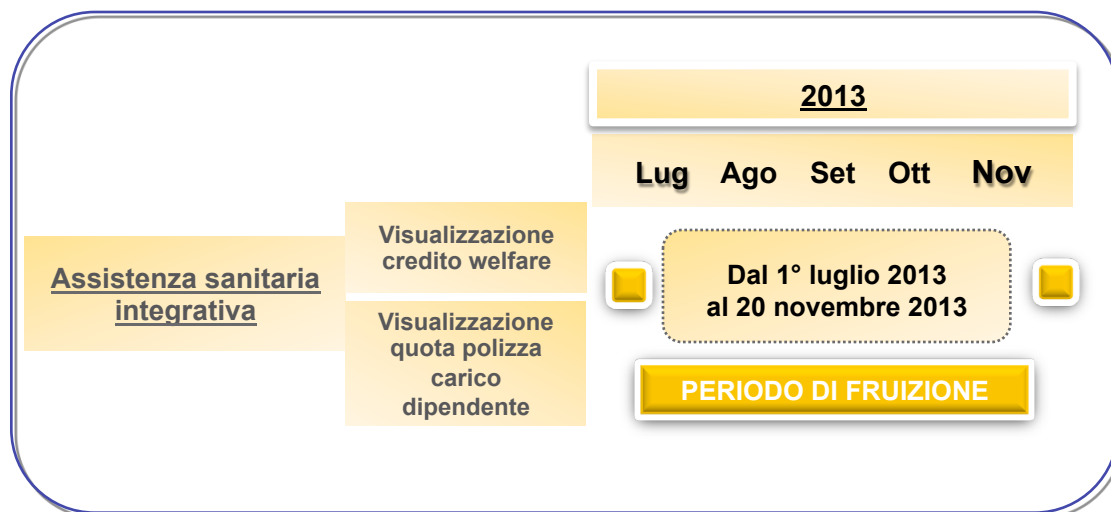 2013
Lug Ago Set Ott Nov
Assistenza sanitaria
integrativa
Visualizzazione
credito welfare
Visualizzazione
quota polizza
carico
dipendente
Dal 1° luglio 2013
al 20 novembre 2013
PERIODO DI FRUIZIONE